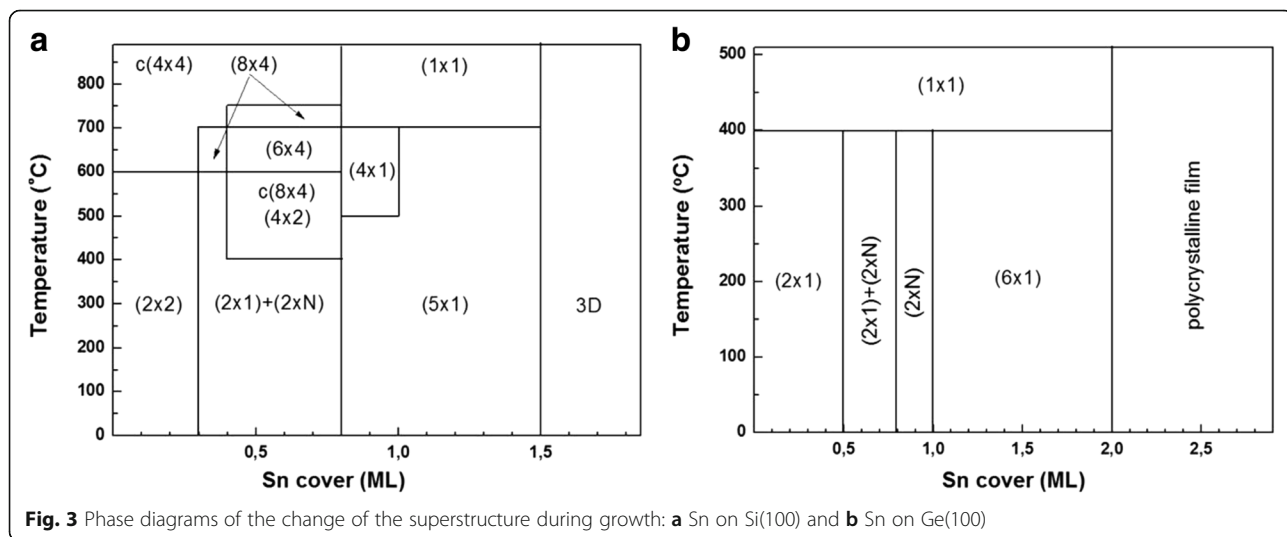 a
c(4x4)
(8x4)
(1x1)
(6x4)
(4x1)
c(8x4)
(4x2)
(2x2)
(2x1)+(2xN)
(5x1)
3D
800
700
600
500
400
300
200
100
0
0,5
1,0
1,5
Temperature (°C)
Sn cover (ML)
b
(1x1)
(2x1)
(2x1)+(2xN)
(2xN)
(6x1)
polycrystalline film
500
400
300
200
100
0
0,5
1,0
1,5
2,0
2,5
Temperature (ºC)
Sn cover (ML)
Fig. 3 Phase diagrams of the change of the superstructure during growth: a Sn on Si(100) and b Sn on Ge(100)